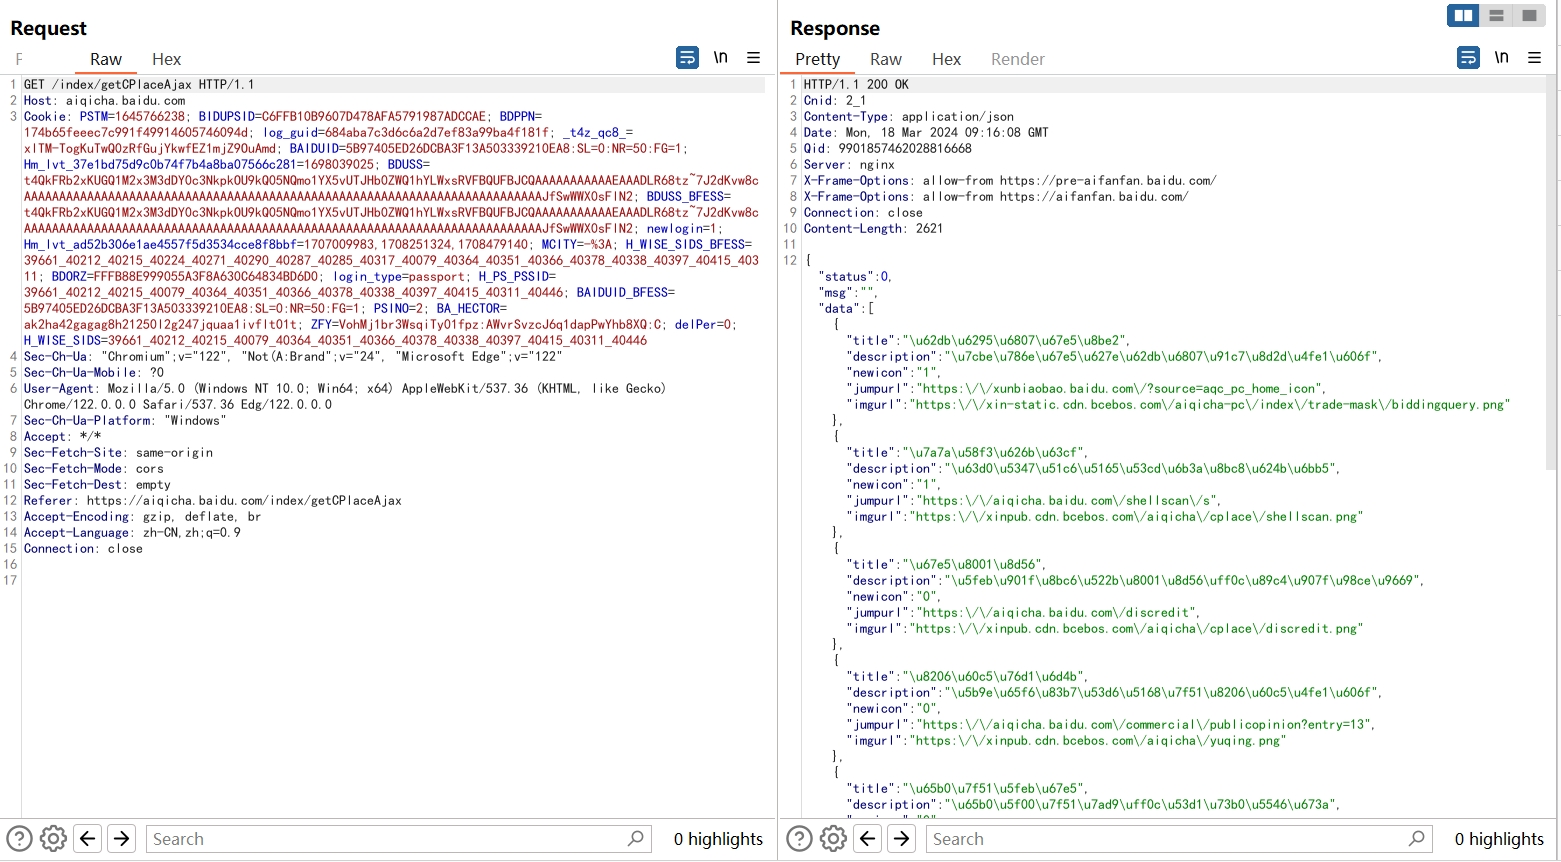 Request
Raw
Hex
\n
1 GET /index/getCPlaceAjax HTTP/1.1
2 Host: aiqicha.baidu.com
3 Cookie: PSTM=1645766238; BIDUPSID=C6FFB10B9607D478AFA5791987ADCCAE; BDPPN=
174b65feeec7c991f49914605746094d; log_guid=684aba7c3d6c6a2d7ef83a99ba4f181f; _t4z_qc8_=
xlTM-TogKuTwQOzRfGujYkwfEZ1mjZ9OuAmd; BAIDUID=5B97405ED26DCBA3F13A503339210EA8:SL=0:NR=50:FG=1;
Hm_lvt_37e1bd75d9c0b74f7b4a8ba07566c281=1698039025; BDUSS=
4 Sec-Ch-Ua: "Chromium";v="122", "Not(A:Brand";v="24", "Microsoft Edge";v="122"
Hm_lvt_ad52b306e1ae4557f5d3534cce8f8bbf=1707009983,1708251324,1708479140; MCITY=-%3A; H_WISE_SIDS_BFESS=
39661_40212_40215_40224_40271_40290_40287_40285_40317_40079_40364_40351_40366_40378_40338_40397_40415_403
11; BDORZ=FFFB88E999055A3F8A630C64834BD6D0; login_type=passport; H_PS_PSSID=
39661_40212_40215_40079_40364_40351_40366_40378_40338_40397_40415_40311_40446; BAIDUID_BFESS=
5B97405ED26DCBA3F13A503339210EA8:SL=0:NR=50:FG=1; PSINO=2; BA_HECTOR=
ak2ha42gagag8h21250l2g247jquaa1ivflt01t; ZFY=VohMj1br3WsqiTy01fpz:AWvrSvzcJ6q1dapPwYhb8XQ:C; delPer=0;
H_WISE_SIDS=39661_40212_40215_40079_40364_40351_40366_40378_40338_40397_40415_40311_40446
5 Sec-Ch-Ua-Mobile: ?0
6 User-Agent: Mozilla/5.0 (Windows NT 10.0; Win64; x64) AppleWebKit/537.36 (KHTML, like Gecko)
Chrome/122.0.0.0 Safari/537.36 Edg/122.0.0.0
7 Sec-Ch-Ua-Platform: "Windows"
8 Accept: */*
9 Sec-Fetch-Site: same-origin
10 Sec-Fetch-Mode: cors
11 Sec-Fetch-Dest: empty
12 Referer: https://aiqicha.baidu.com/index/getCPlaceAjax
13 Accept-Encoding: gzip, deflate, br
14 Accept-Language: zh-CN,zh;q=0.9
15 Connection: close
16
17
Search
0 highlights
Response
Pretty
Raw
Hex
Render
\n
1 HTTP/1.1 200 OK
2 Cnid: 2_1
3 Content-Type: application/json
4 Date: Mon, 18 Mar 2024 09:16:08 GMT
5 Qid: 9901857462028816668
6 Server: nginx
7 X-Frame-Options: allow-from https://pre-aifanfan.baidu.com/
8 X-Frame-Options: allow-from https://aifanfan.baidu.com/
9 Connection: close
10 Content-Length: 2621
11
12 {
"status":0,
"msg":"",
"data":[
{
"title":"\u62db\u6295\u6807\u67e5\u8be2",
"description":"\u7cbe\u786e\u67e5\u627e\u62db\u6807\u91c7\u8d2d\u4fe1\u606f",
"newicon":"1",
"jumpurl":"https:\/\/xunbiaobao.baidu.com\/?source=aqc_pc_home_icon",
"imgurl":"https:\/\/xin-static.cdn.bcebos.com\/aiqicha-pc\/index\/trade-mask\/biddingquery.png"
},
{
"title":"\u7a7a\u58f3\u626b\u63cf",
"description":"\u63d0\u5347\u51c6\u5165\u53cd\u6b3a\u8bc8\u624b\u6bb5",
"newicon":"1",
"jumpurl":"https:\/\/aiqicha.baidu.com\/shellscan\/s",
"imgurl":"https:\/\/xinpub.cdn.bcebos.com\/aiqicha\/cplace\/shellscan.png"
},
{
"title":"\u67e5\u8001\u8d56",
"description":"\u5feb\u901f\u8bc6\u522b\u8001\u8d56\uff0c\u89c4\u907f\u98ce\u9669",
"newicon":"0",
"jumpurl":"https:\/\/aiqicha.baidu.com\/discredit",
"imgurl":"https:\/\/xinpub.cdn.bcebos.com\/aiqicha\/cplace\/discredit.png"
},
{
"title":"\u8206\u60c5\u76d1\u6d4b",
"description":"\u5b9e\u65f6\u83b7\u53d6\u5168\u7f51\u8206\u60c5\u4fe1\u606f",
"newicon":"0",
"jumpurl":"https:\/\/aiqicha.baidu.com\/commercial\/publicopinion?entry=13",
"imgurl":"https:\/\/xinpub.cdn.bcebos.com\/aiqicha\/yuqing.png"
},
{
"title":"\u65b0\u7f51\u5feb\u67e5",
"description":"\u65b0\u5f00\u7f51\u7ad9\uff0c\u53d1\u73b0\u5546\u673a",
Search
0 highlights